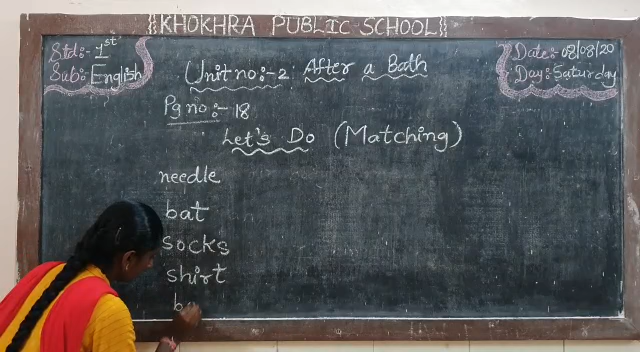 KHOKHRA PUBLIC SCHOOL
Std:- 1st
Sub:- English
Date:- 08/08/20
Day: Saturday
Unit no:- 2 After a Bath
Pg no:- 18
Let's Do (Matching)
needle
bat
socks
shirt